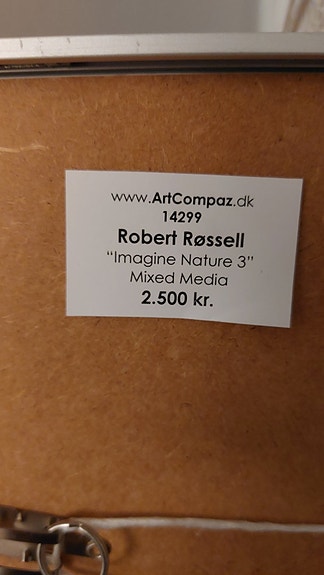 www.ArtCompaz.dk
14299
Robert Røssell
“Imagine Nature 3”
Mixed Media
2.500 kr.